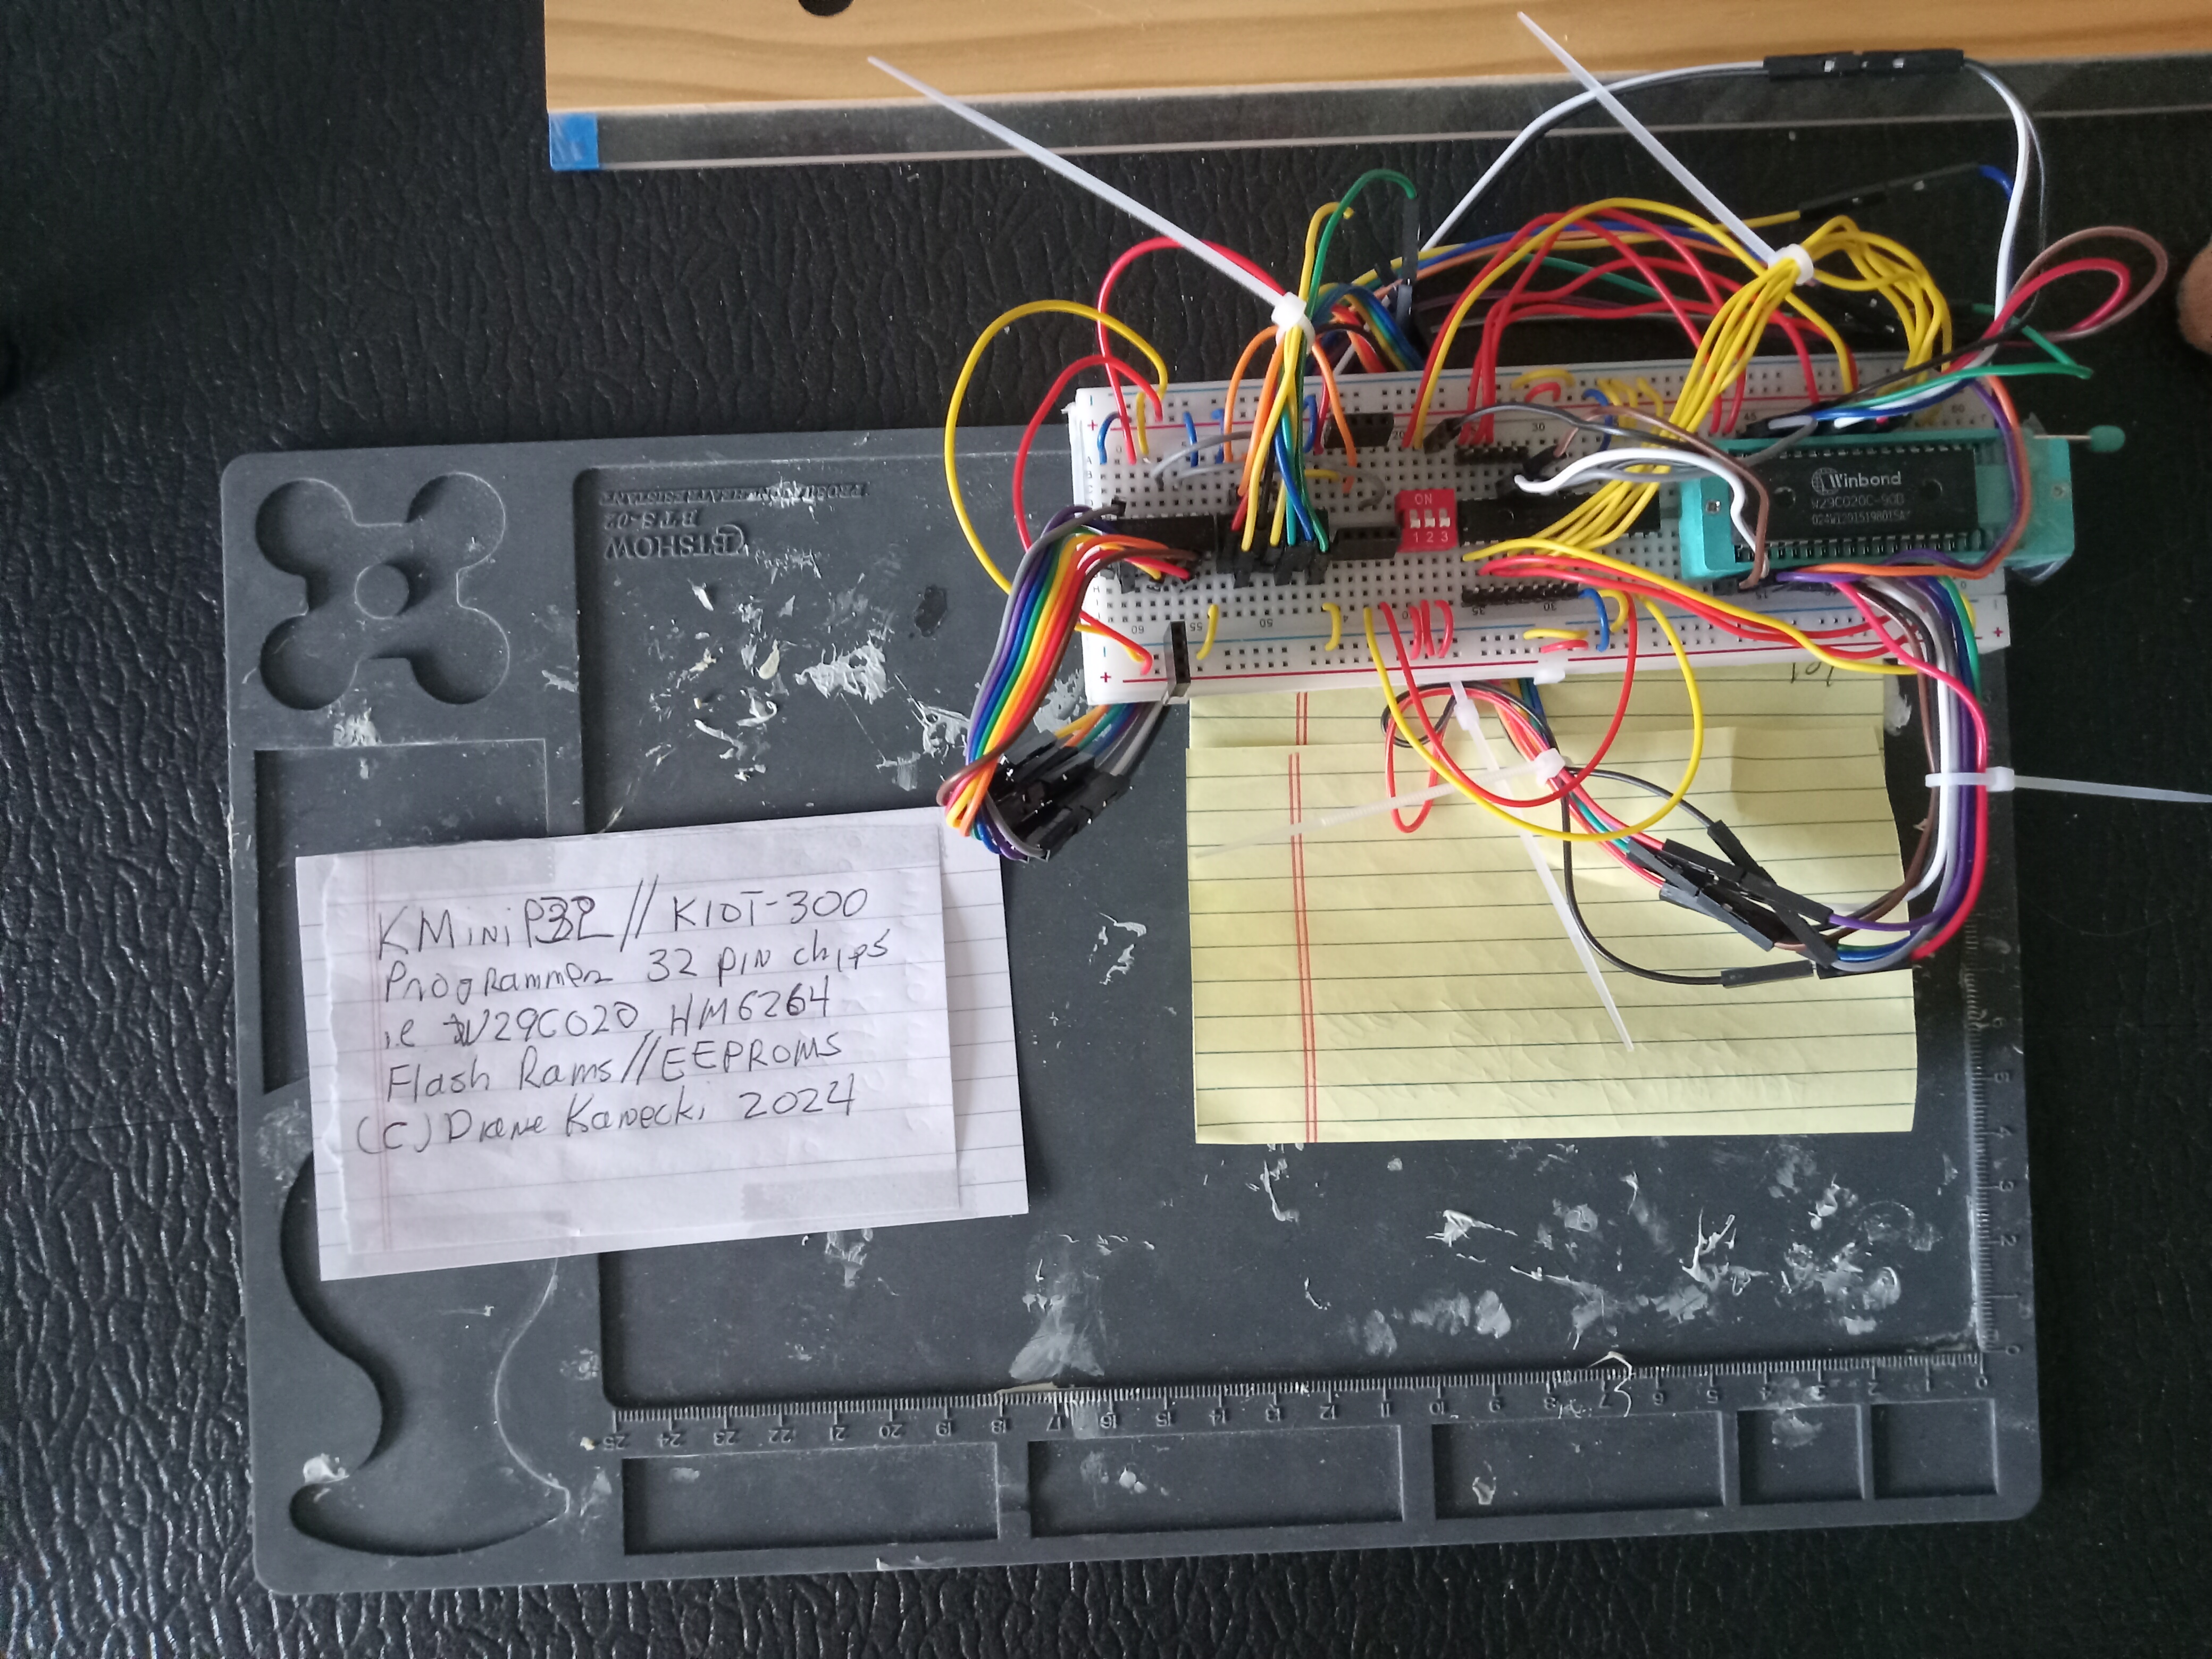 KMiniP32 // KIOT-300
Programmer 32 pin chips
i.e W29C020, HM6264
Flash Rams // EEPROMS
(C) Diane Kanecki 2024
Winbond
W29C020C-90B
ON
1 2 3
BTSHOW
BTS-02
25 24 23 22 21 20 19 18 17 16 15 14 13 12 11 10 9 8 7 6 5 4 3 2 1 0